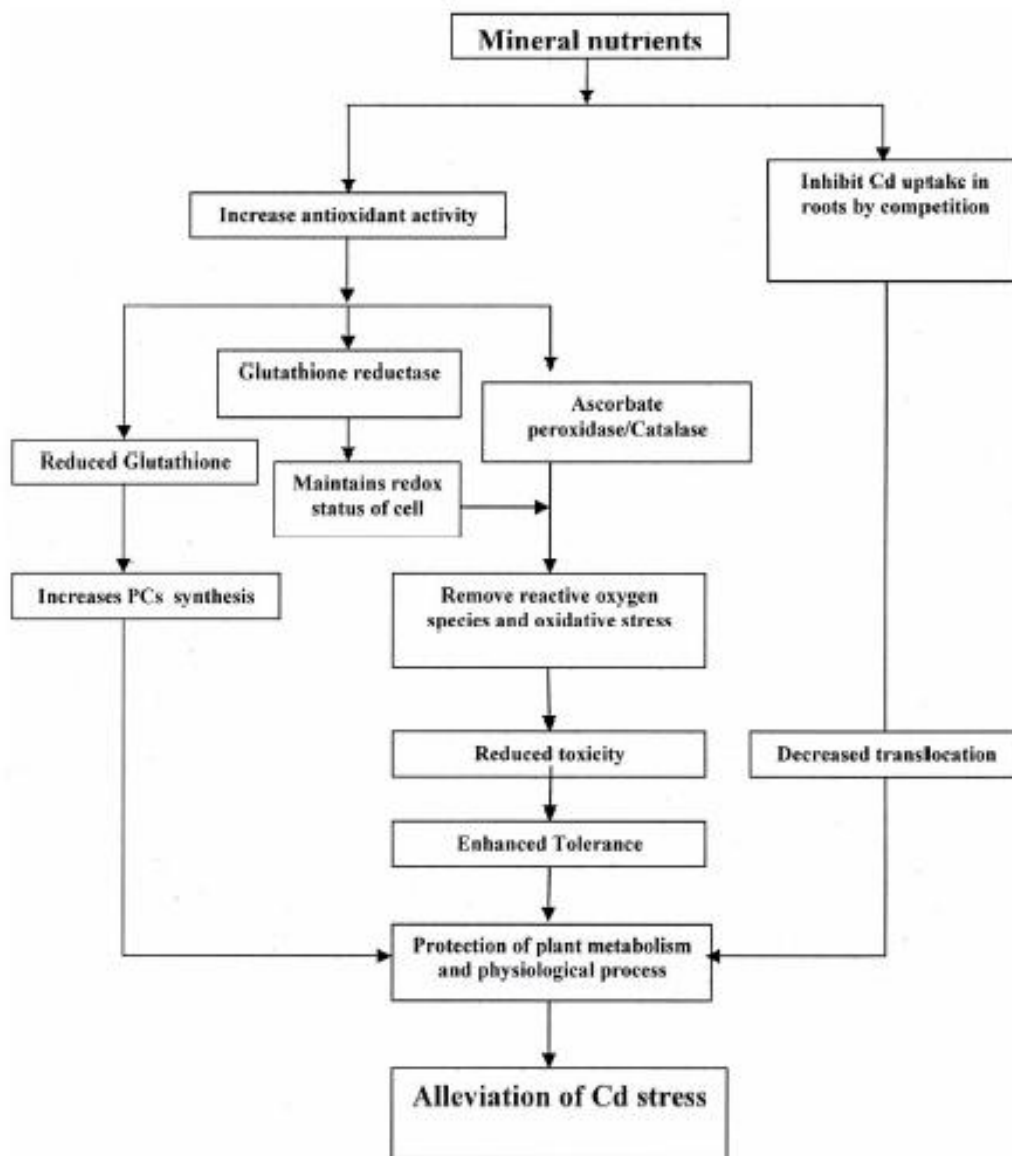 Mineral nutrients
Inhibit Cd uptake in
roots by competition
Increase antioxidant activity
Glutathione reductase
Ascorbate
peroxidase/Catalase
Reduced Glutathione
Maintains redox
status of cell
Increases PCs synthesis
Remove reactive oxygen
species and oxidative stress
Reduced toxicity
Decreased translocation
Enhanced Tolerance
Protection of plant metabolism
and physiological process
Alleviation of Cd stress